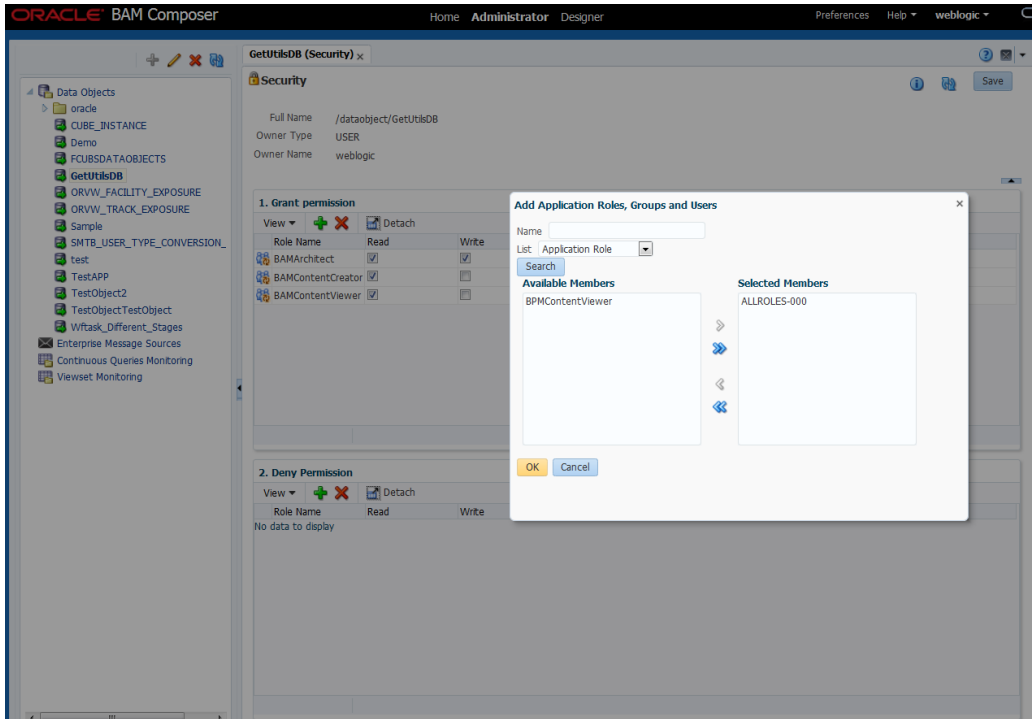 ORACLE BAM Composer
Home Administrator Designer
Preferences Help weblogic
GetUtilsDB (Security)
Data Objects
oracle
CUBE_INSTANCE
Demo
FCUBSDATAOBJECTS
GetUtilsDB
ORVW_FACILITY_EXPOSURE
ORVW_TRACK_EXPOSURE
Sample
SMTB_USER_TYPE_CONVERSION_
test
TestAPP
TestObject2
TestObjectTestObject
Wftask_Different_Stages
Enterprise Message Sources
Continuous Queries Monitoring
Viewset Monitoring
Security
Save
Full Name /dataobject/GetUtilsDB
Owner Type USER
Owner Name weblogic
1. Grant permission
View Detach
Role Name Read Write
BAMArchitect
BAMContentCreator
BAMContentViewer
2. Deny Permission
View Detach
Role Name Read Write
No data to display
Add Application Roles, Groups and Users
Name
List Application Role
Search
Available Members Selected Members
BPMContentViewer ALLROLES-000
OK Cancel